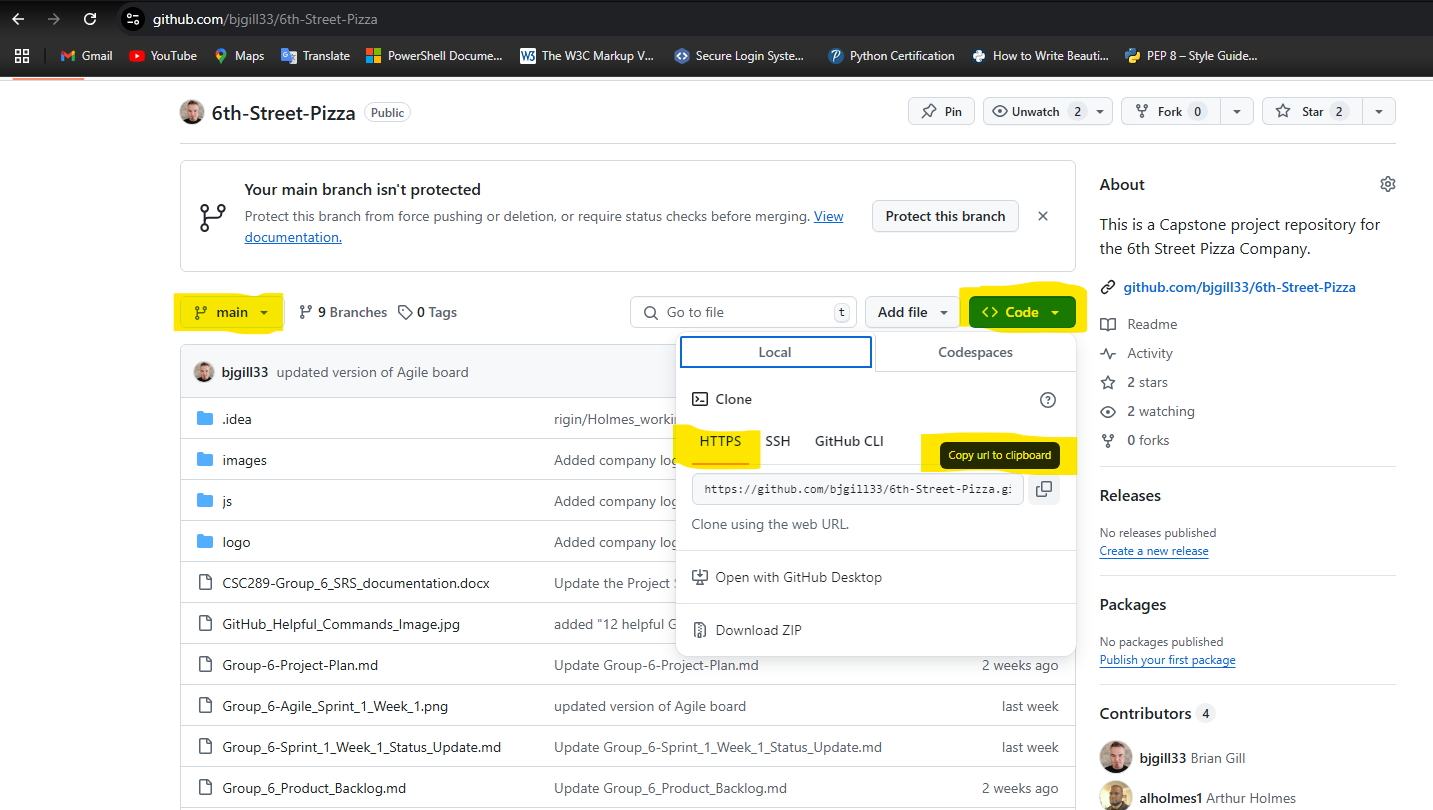 github.com/bjgill33/6th-Street-Pizza
Gmail YouTube Maps Translate PowerShell Docume... The W3C Markup V... Secure Login Syste... Python Certification How to Write Beauti... PEP 8 – Style Guide...
6th-Street-Pizza Public
Pin Unwatch 2 Fork 0 Star 2
Your main branch isn't protected
Protect this branch from force pushing or deletion, or require status checks before merging. View
documentation.
Protect this branch
main 9 Branches 0 Tags Go to file t Add file <> Code
bjgill33 updated version of Agile board
.idea rigin/Holmes_workin
images Added company log
js Added company log
logo Added company log
CSC289-Group_6_SRS_documentation.docx Update the Project S
GitHub_Helpful_Commands_Image.jpg added "12 helpful G
Group-6-Project-Plan.md Update Group-6-Project-Plan.md 2 weeks ago
Group_6-Agile_Sprint_1_Week_1.png updated version of Agile board last week
Group_6-Sprint_1_Week_1_Status_Update.md Update Group_6-Sprint_1_Week_1_Status_Update.md last week
Group_6_Product_Backlog.md Update Group_6_Product_Backlog.md 2 weeks ago
Local Codespaces
Clone
HTTPS SSH GitHub CLI
Copy url to clipboard
https://github.com/bjgill33/6th-Street-Pizza.gi
Clone using the web URL.
Open with GitHub Desktop
Download ZIP
About
This is a Capstone project repository for
the 6th Street Pizza Company.
github.com/bjgill33/6th-Street-Pizza
Readme
Activity
2 stars
2 watching
0 forks
Releases
No releases published
Create a new release
Packages
No packages published
Publish your first package
Contributors 4
bjgill33 Brian Gill
alholmes1 Arthur Holmes